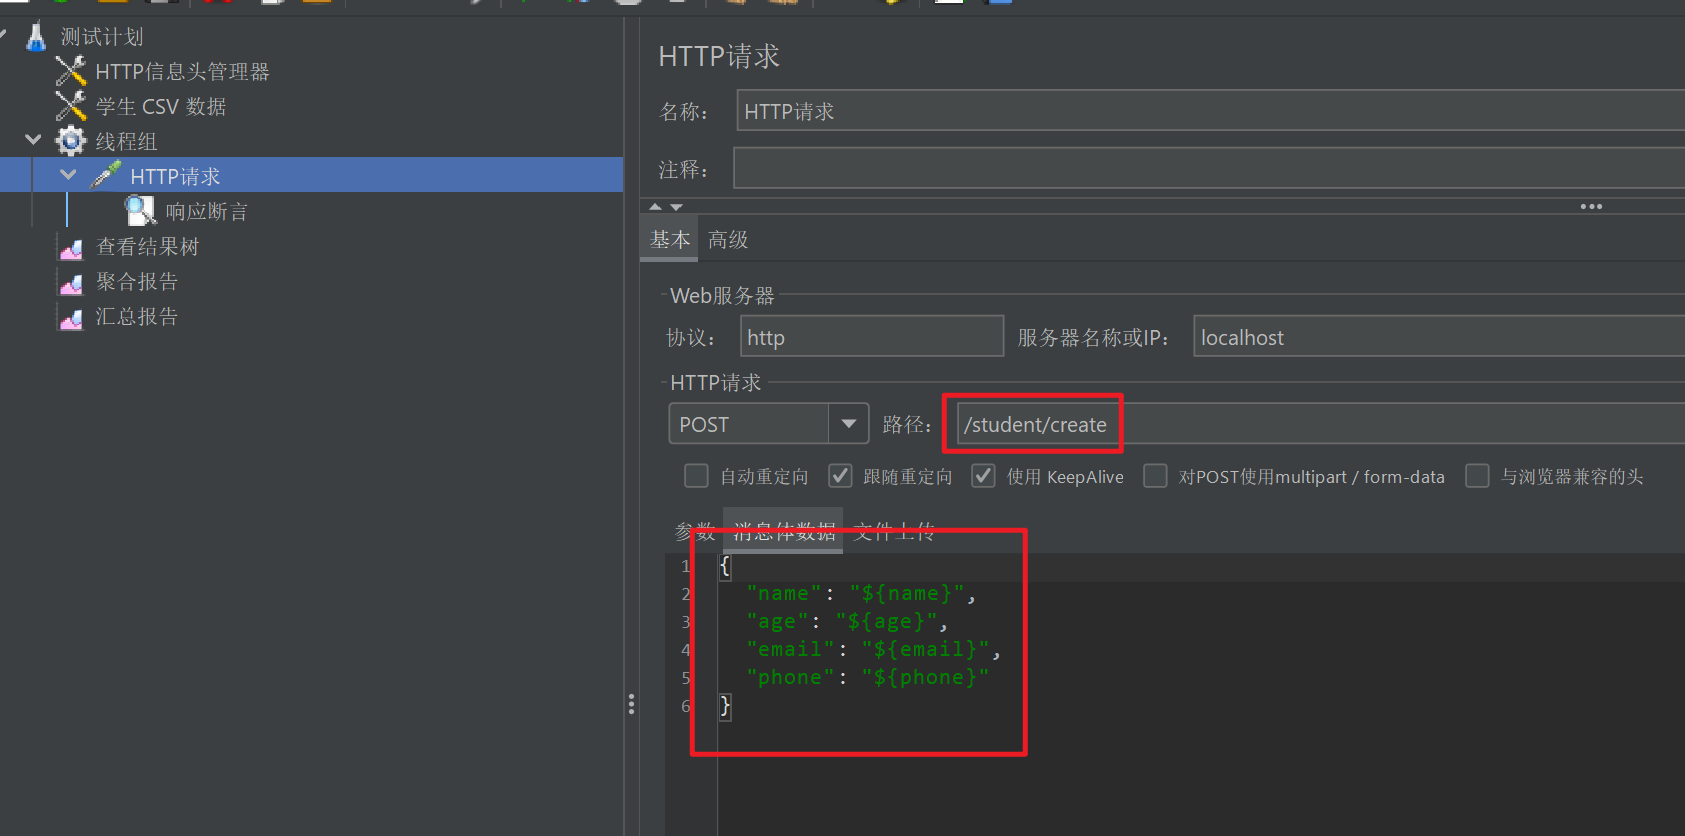 测试计划
HTTP信息头管理器
学生 CSV 数据
线程组
HTTP请求
响应断言
查看结果树
聚合报告
汇总报告
HTTP请求
名称： HTTP请求
注释：
基本 高级
Web服务器
协议： http 服务器名称或IP： localhost
HTTP请求
POST 路径： /student/create
自动重定向 跟随重定向 使用 KeepAlive 对POST使用multipart / form-data 与浏览器兼容的头
参数 消息体数据 文件上传
1 {
2 "name": "${name}",
3 "age": "${age}",
4 "email": "${email}",
5 "phone": "${phone}"
6 }